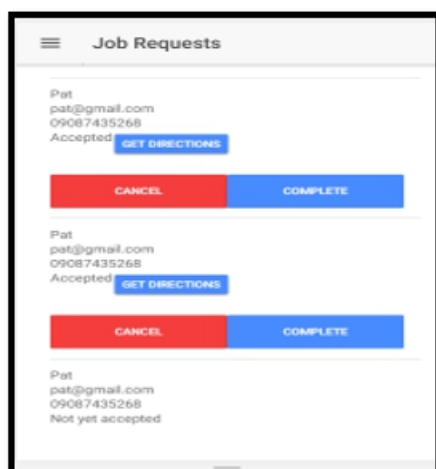 Job Requests
Pat
pat@gmail.com
09087435268
Accepted GET DIRECTIONS
CANCEL COMPLETE
Pat
pat@gmail.com
09087435268
Accepted GET DIRECTIONS
CANCEL COMPLETE
Pat
pat@gmail.com
09087435268
Not yet accepted